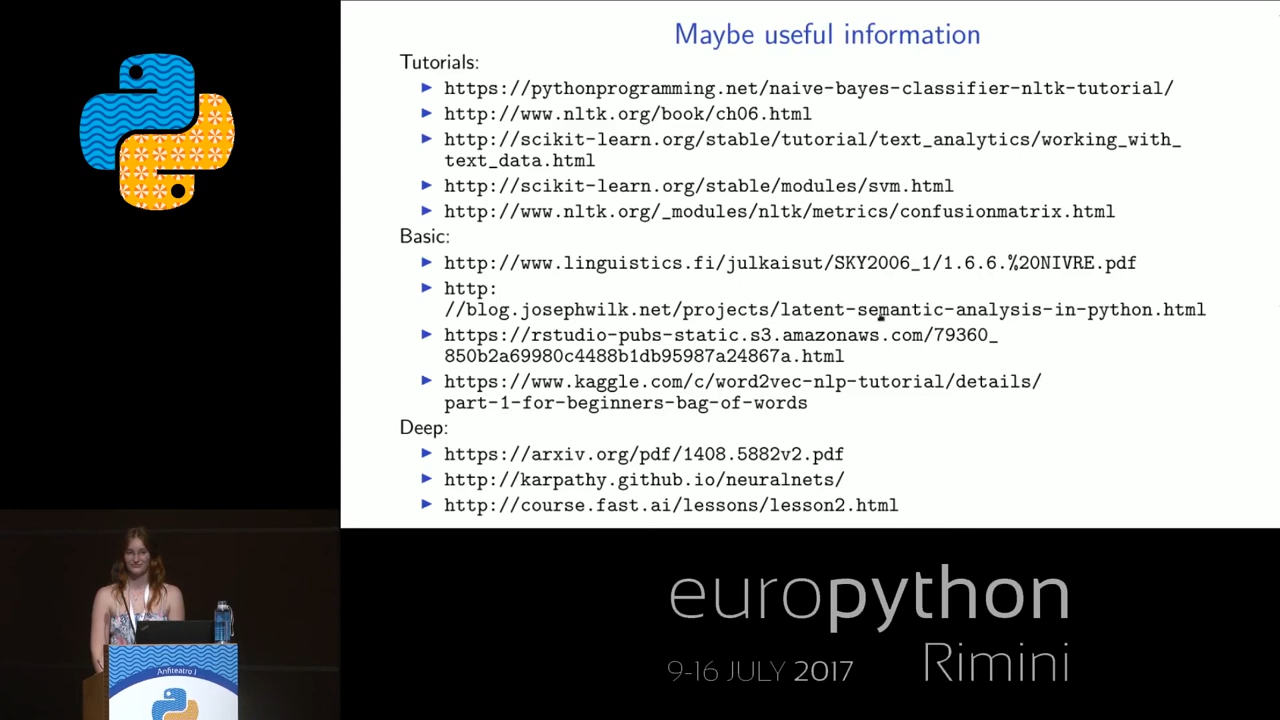 Maybe useful information
Tutorials:
https://pythonprogramming.net/naive-bayes-classifier-nltk-tutorial/
http://www.nltk.org/book/ch06.html
http://scikit-learn.org/stable/tutorial/text_analytics/working_with_
text_data.html
http://scikit-learn.org/stable/modules/svm.html
http://www.nltk.org/_modules/nltk/metrics/confusionmatrix.html
Basic:
http://www.linguistics.fi/julkaisut/SKY2006_1/1.6.6.%20NIVRE.pdf
http:
//blog.josephwilk.net/projects/latent-semantic-analysis-in-python.html
https://rstudio-pubs-static.s3.amazonaws.com/79360_
850b2a69980c4488b1db95987a24867a.html
https://www.kaggle.com/c/word2vec-nlp-tutorial/details/
part-1-for-beginners-bag-of-words
Deep:
https://arxiv.org/pdf/1408.5882v2.pdf
http://karpathy.github.io/neuralnets/
http://course.fast.ai/lessons/lesson2.html
Anfiteatro 1
europython
Rimini
9-16 JULY 2017